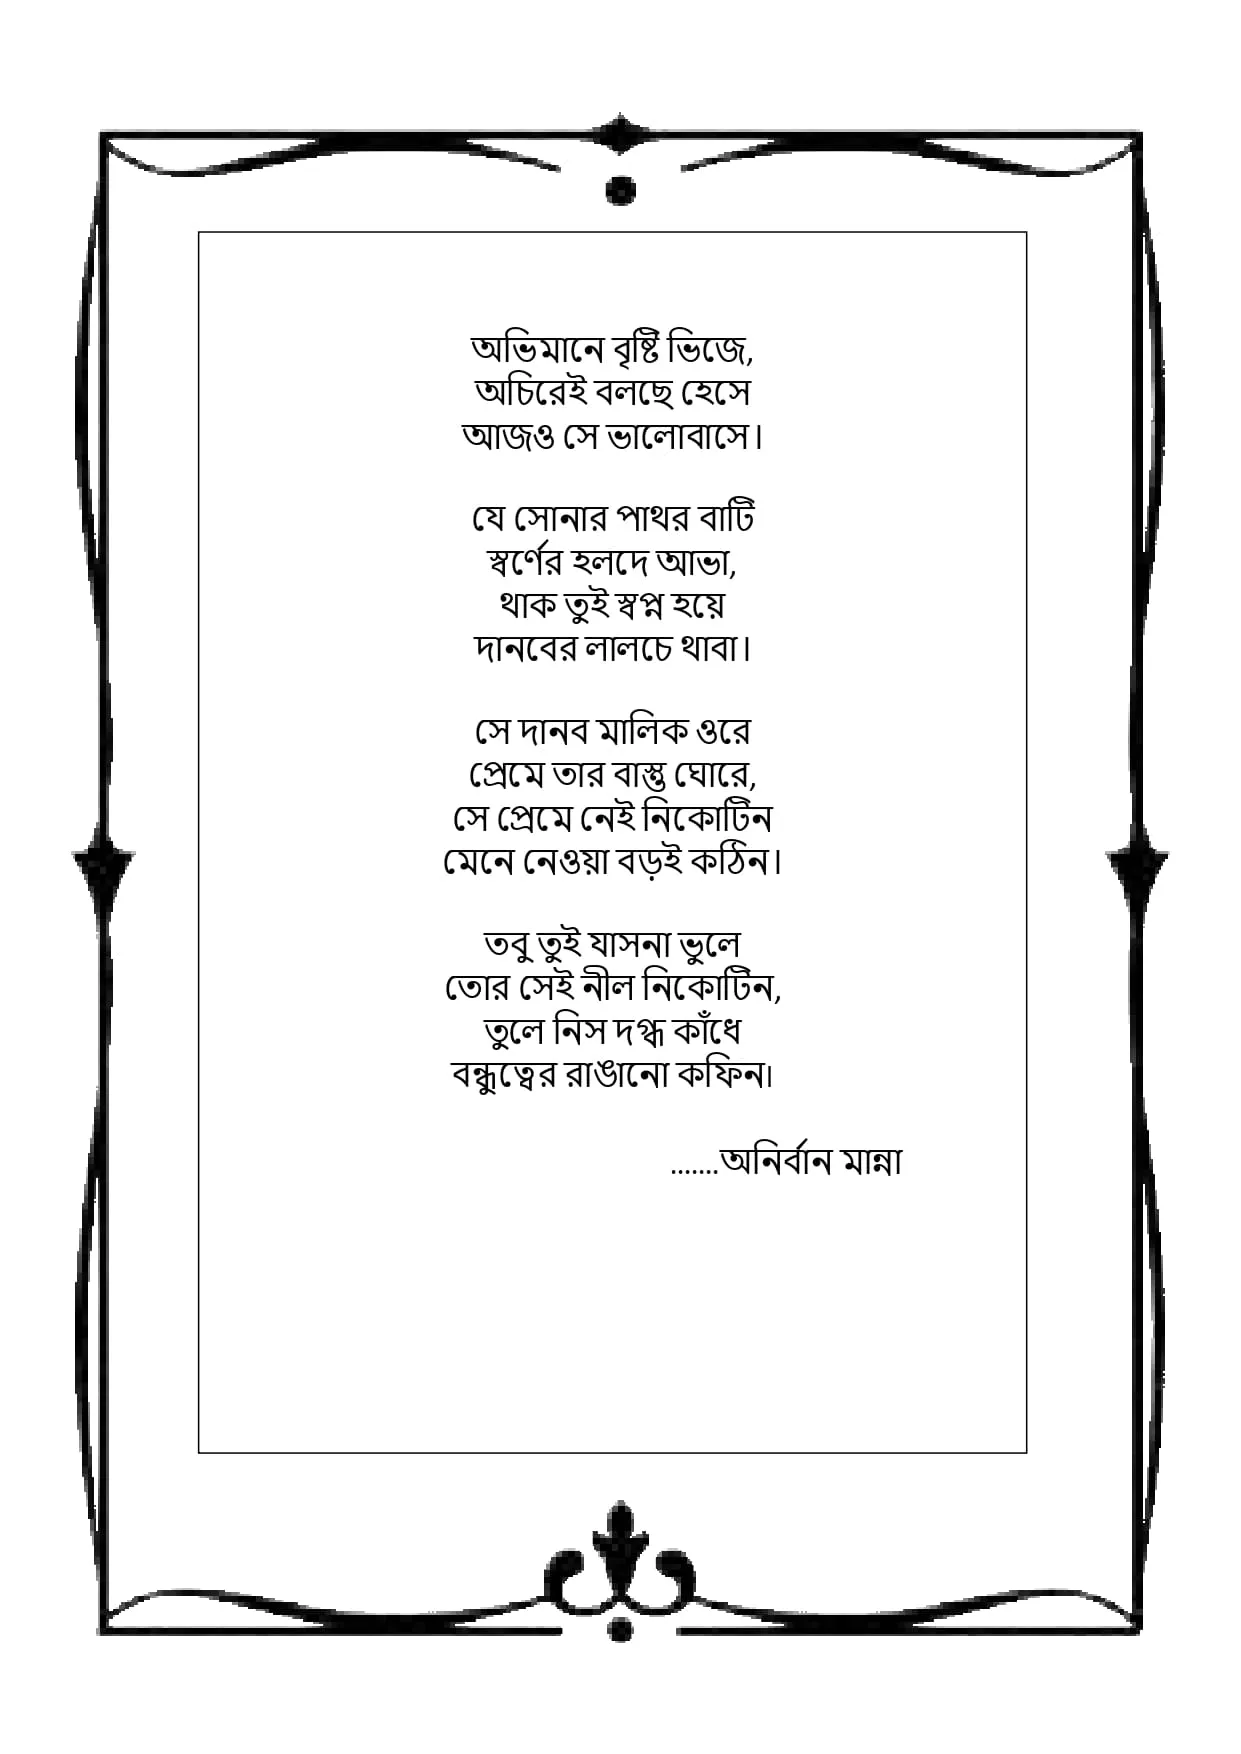 অভিমানে বৃষ্টি ভিজে,
অচিরেই বলছে হেসে
আজও সে ভালোবাসে।
যে সোনার পাথর বাটি
স্বর্ণের হলদে আভা,
থাক তুই স্বপ্ন হয়ে
দানবের লালচে থাবা।
সে দানব মালিক ওরে
প্রেমে তার বাস্তু ঘোরে,
সে প্রেমে নেই নিকোটিন
মেনে নেওয়া বড়ই কঠিন।
তবু তুই যাসনা ভুলে
তোর সেই নীল নিকোটিন,
তুলে নিস দগ্ধ কাঁধে
বন্ধুত্বের রাঙানো কফিন।
.......অনির্বান মান্না